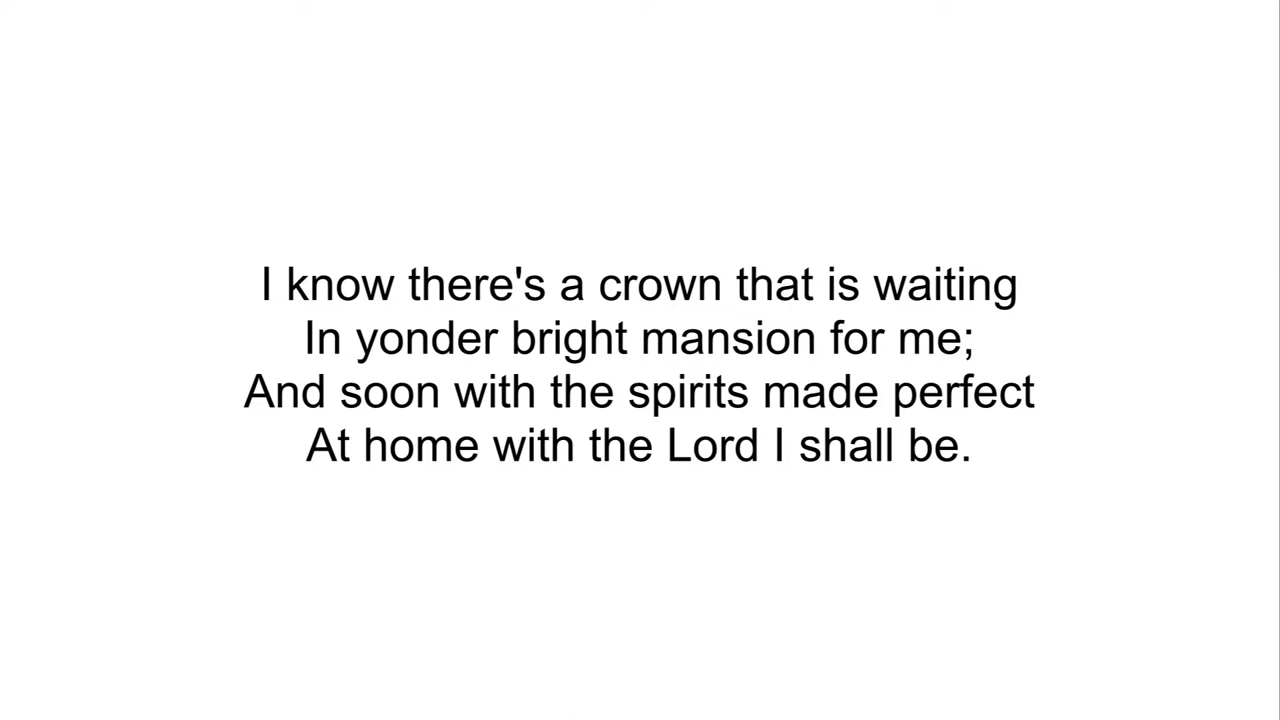 I know there's a crown that is waiting
In yonder bright mansion for me;
And soon with the spirits made perfect
At home with the Lord I shall be.